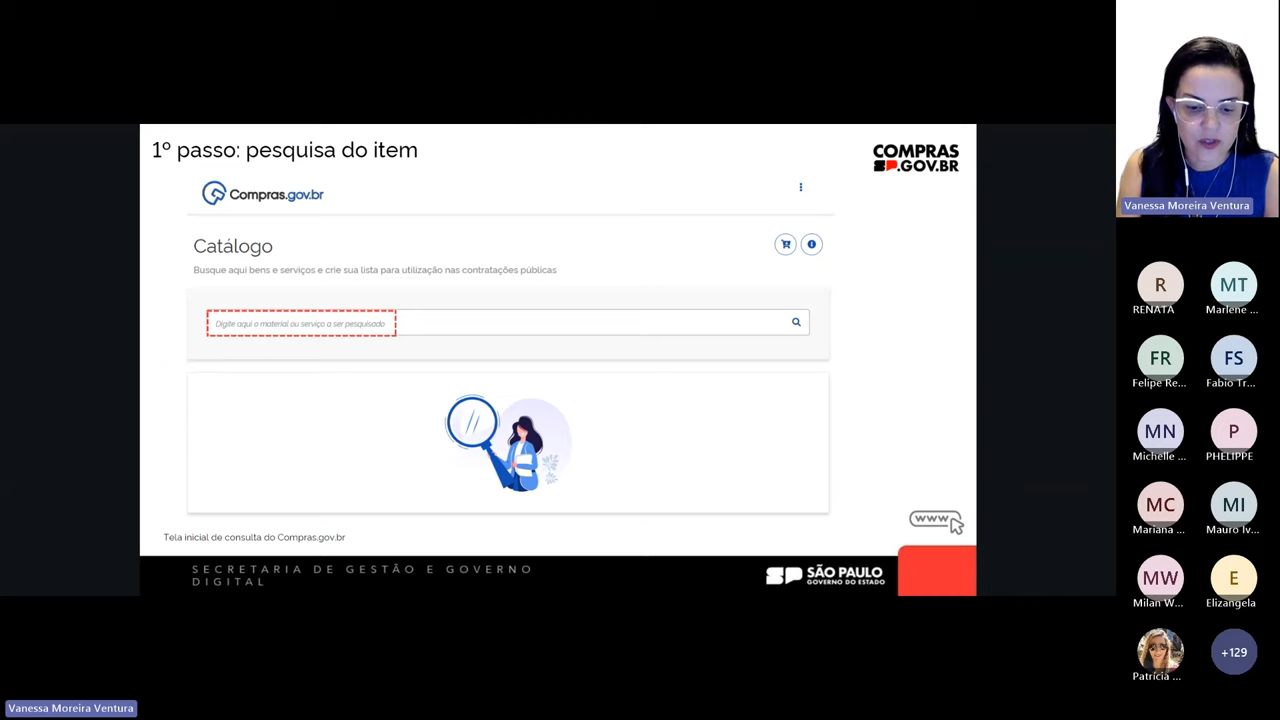 1º passo: pesquisa do item
COMPRAS
SP.GOV.BR
Compras.gov.br
Catálogo
Busque aqui bens e serviços e crie sua lista para utilização nas contratações públicas
Digite aqui o material ou serviço a ser pesquisado
www
Tela inicial de consulta do Compras.gov.br
SECRETARIA DE GESTÃO E GOVERNO
DIGITAL
SP SÃO PAULO
GOVERNO DO ESTADO
Vanessa Moreira Ventura
R
MT
RENATA
Marlene ...
FR
FS
Felipe Re...
Fabio Tr...
MN
P
Michelle ...
PHELIPPE
MC
MI
Mariana ...
Mauro Iv...
MW
E
Milan W...
Elizangela
+129
Patrícia ...
Vanessa Moreira Ventura